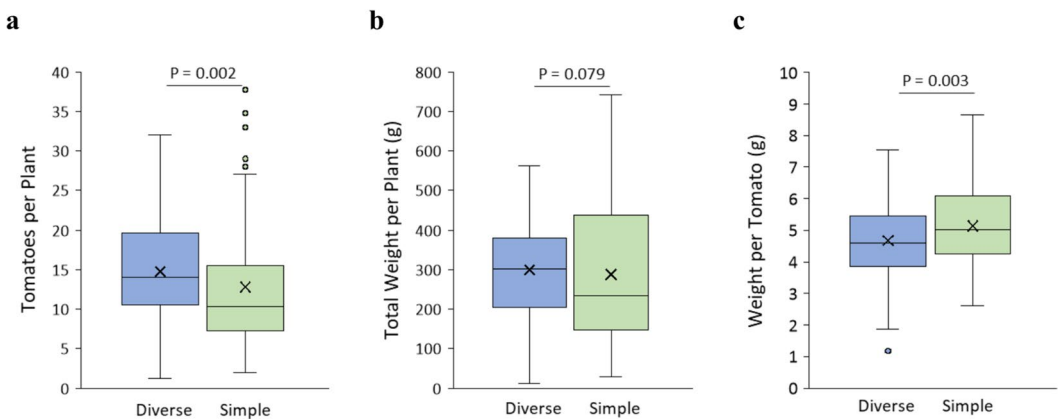 a
Tomatoes per Plant
40
35
30
25
20
15
10
5
0
P = 0.002
Diverse Simple
b
Total Weight per Plant (g)
800
700
600
500
400
300
200
100
0
P = 0.079
Diverse Simple
c
Weight per Tomato (g)
10
9
8
7
6
5
4
3
2
1
0
P = 0.003
Diverse Simple